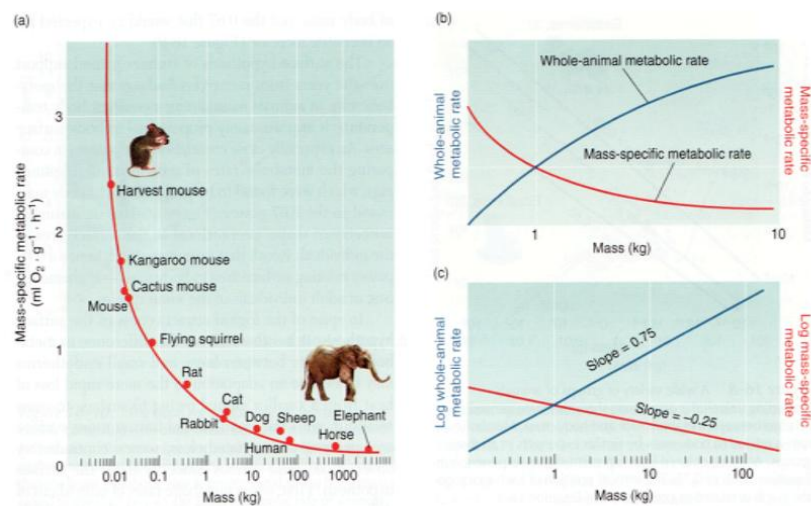 (a)
Mass-specific metabolic rate
(ml O₂ · g⁻¹ · h⁻¹)
3
2
1
0
Harvest mouse
Kangaroo mouse
Cactus mouse
Mouse
Flying squirrel
Rat
Cat
Rabbit
Dog
Sheep
Human
Horse
Elephant
0.01 0.1 1 10 100 1000
Mass (kg)
(b)
Whole-animal
metabolic rate
Whole-animal metabolic rate
Mass-specific metabolic rate
Mass-specific
metabolic rate
1 10
Mass (kg)
(c)
Log whole-animal
metabolic rate
Slope = 0.75
Slope = –0.25
Log mass-specific
metabolic rate
1 10 100
Mass (kg)